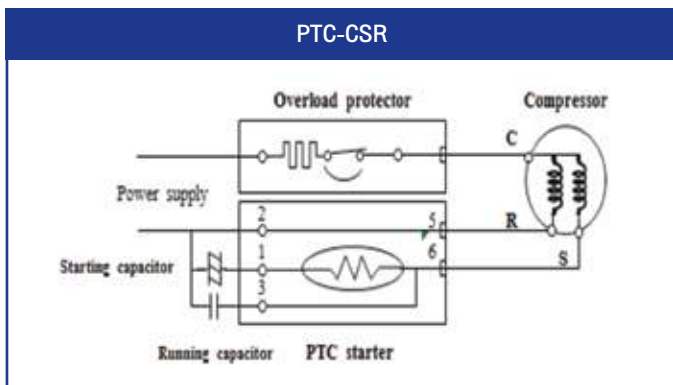 PTC-CSR
Overload protector
Compressor
C
Power supply
2
5
R
Starting capacitor
1
6
S
3
Running capacitor
PTC starter